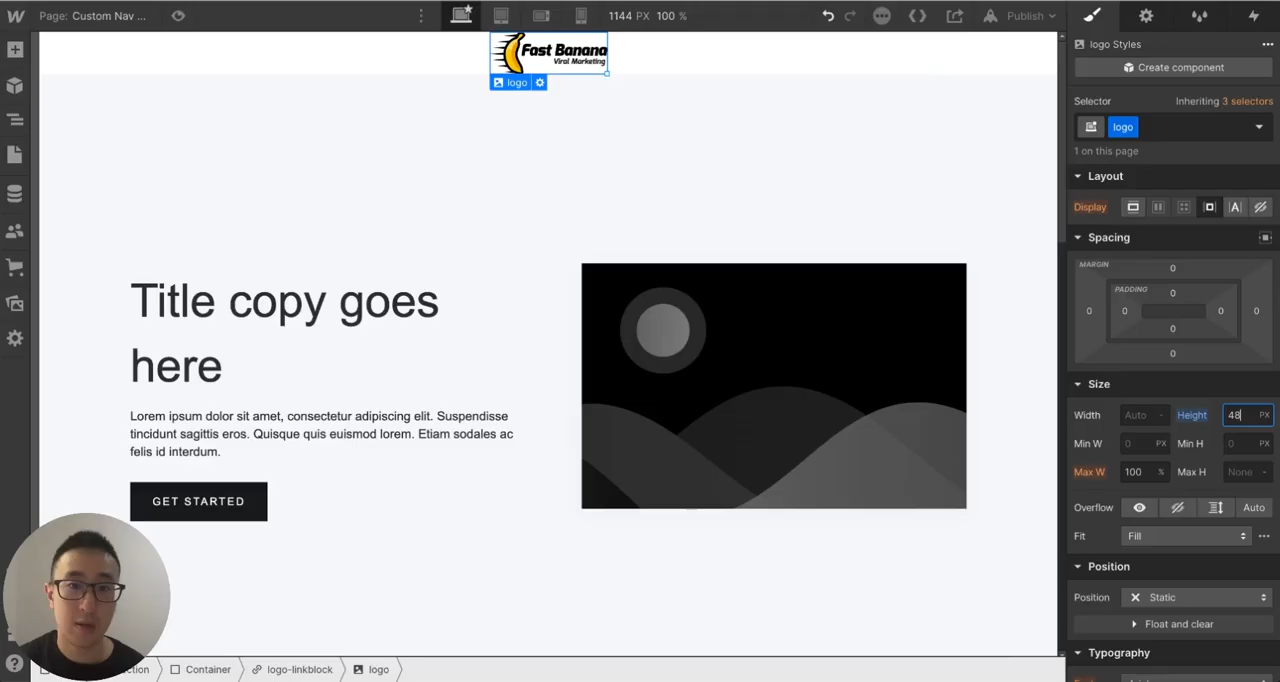 Page: Custom Nav ...
1144 PX 100 %
Publish
Fast Banana
Viral Marketing
logo
Title copy goes
here
Lorem ipsum dolor sit amet, consectetur adipiscing elit. Suspendisse
tincidunt sagittis eros. Quisque quis euismod lorem. Etiam sodales ac
felis id interdum.
GET STARTED
Container
logo-linkblock
logo
logo Styles
Create component
Selector
Inheriting 3 selectors
logo
1 on this page
Layout
Display
Spacing
MARGIN
0
PADDING
0
0 0 0 0
0
0
Size
Width Auto - Height 48 PX
Min W 0 PX Min H 0 PX
Max W 100 % Max H None -
Overflow Auto
Fit Fill
Position
Position Static
Float and clear
Typography